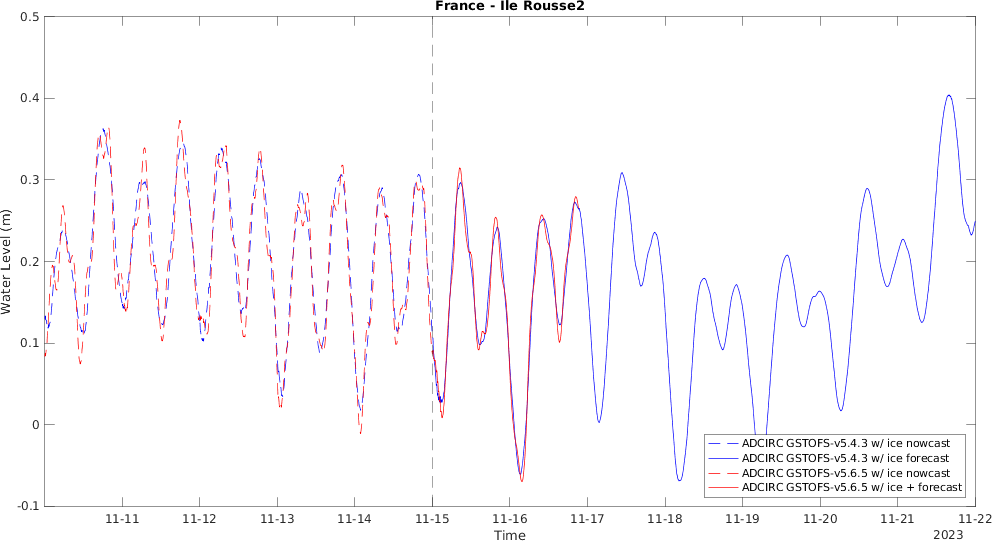 France - Ile Rousse2
Water Level (m)
0.5
0.4
0.3
0.2
0.1
0
-0.1
11-11 11-12 11-13 11-14 11-15 11-16 11-17 11-18 11-19 11-20 11-21 11-22
Time
2023
ADCIRC GSTOFS-v5.4.3 w/ ice nowcast
ADCIRC GSTOFS-v5.4.3 w/ ice forecast
ADCIRC GSTOFS-v5.6.5 w/ ice nowcast
ADCIRC GSTOFS-v5.6.5 w/ ice + forecast